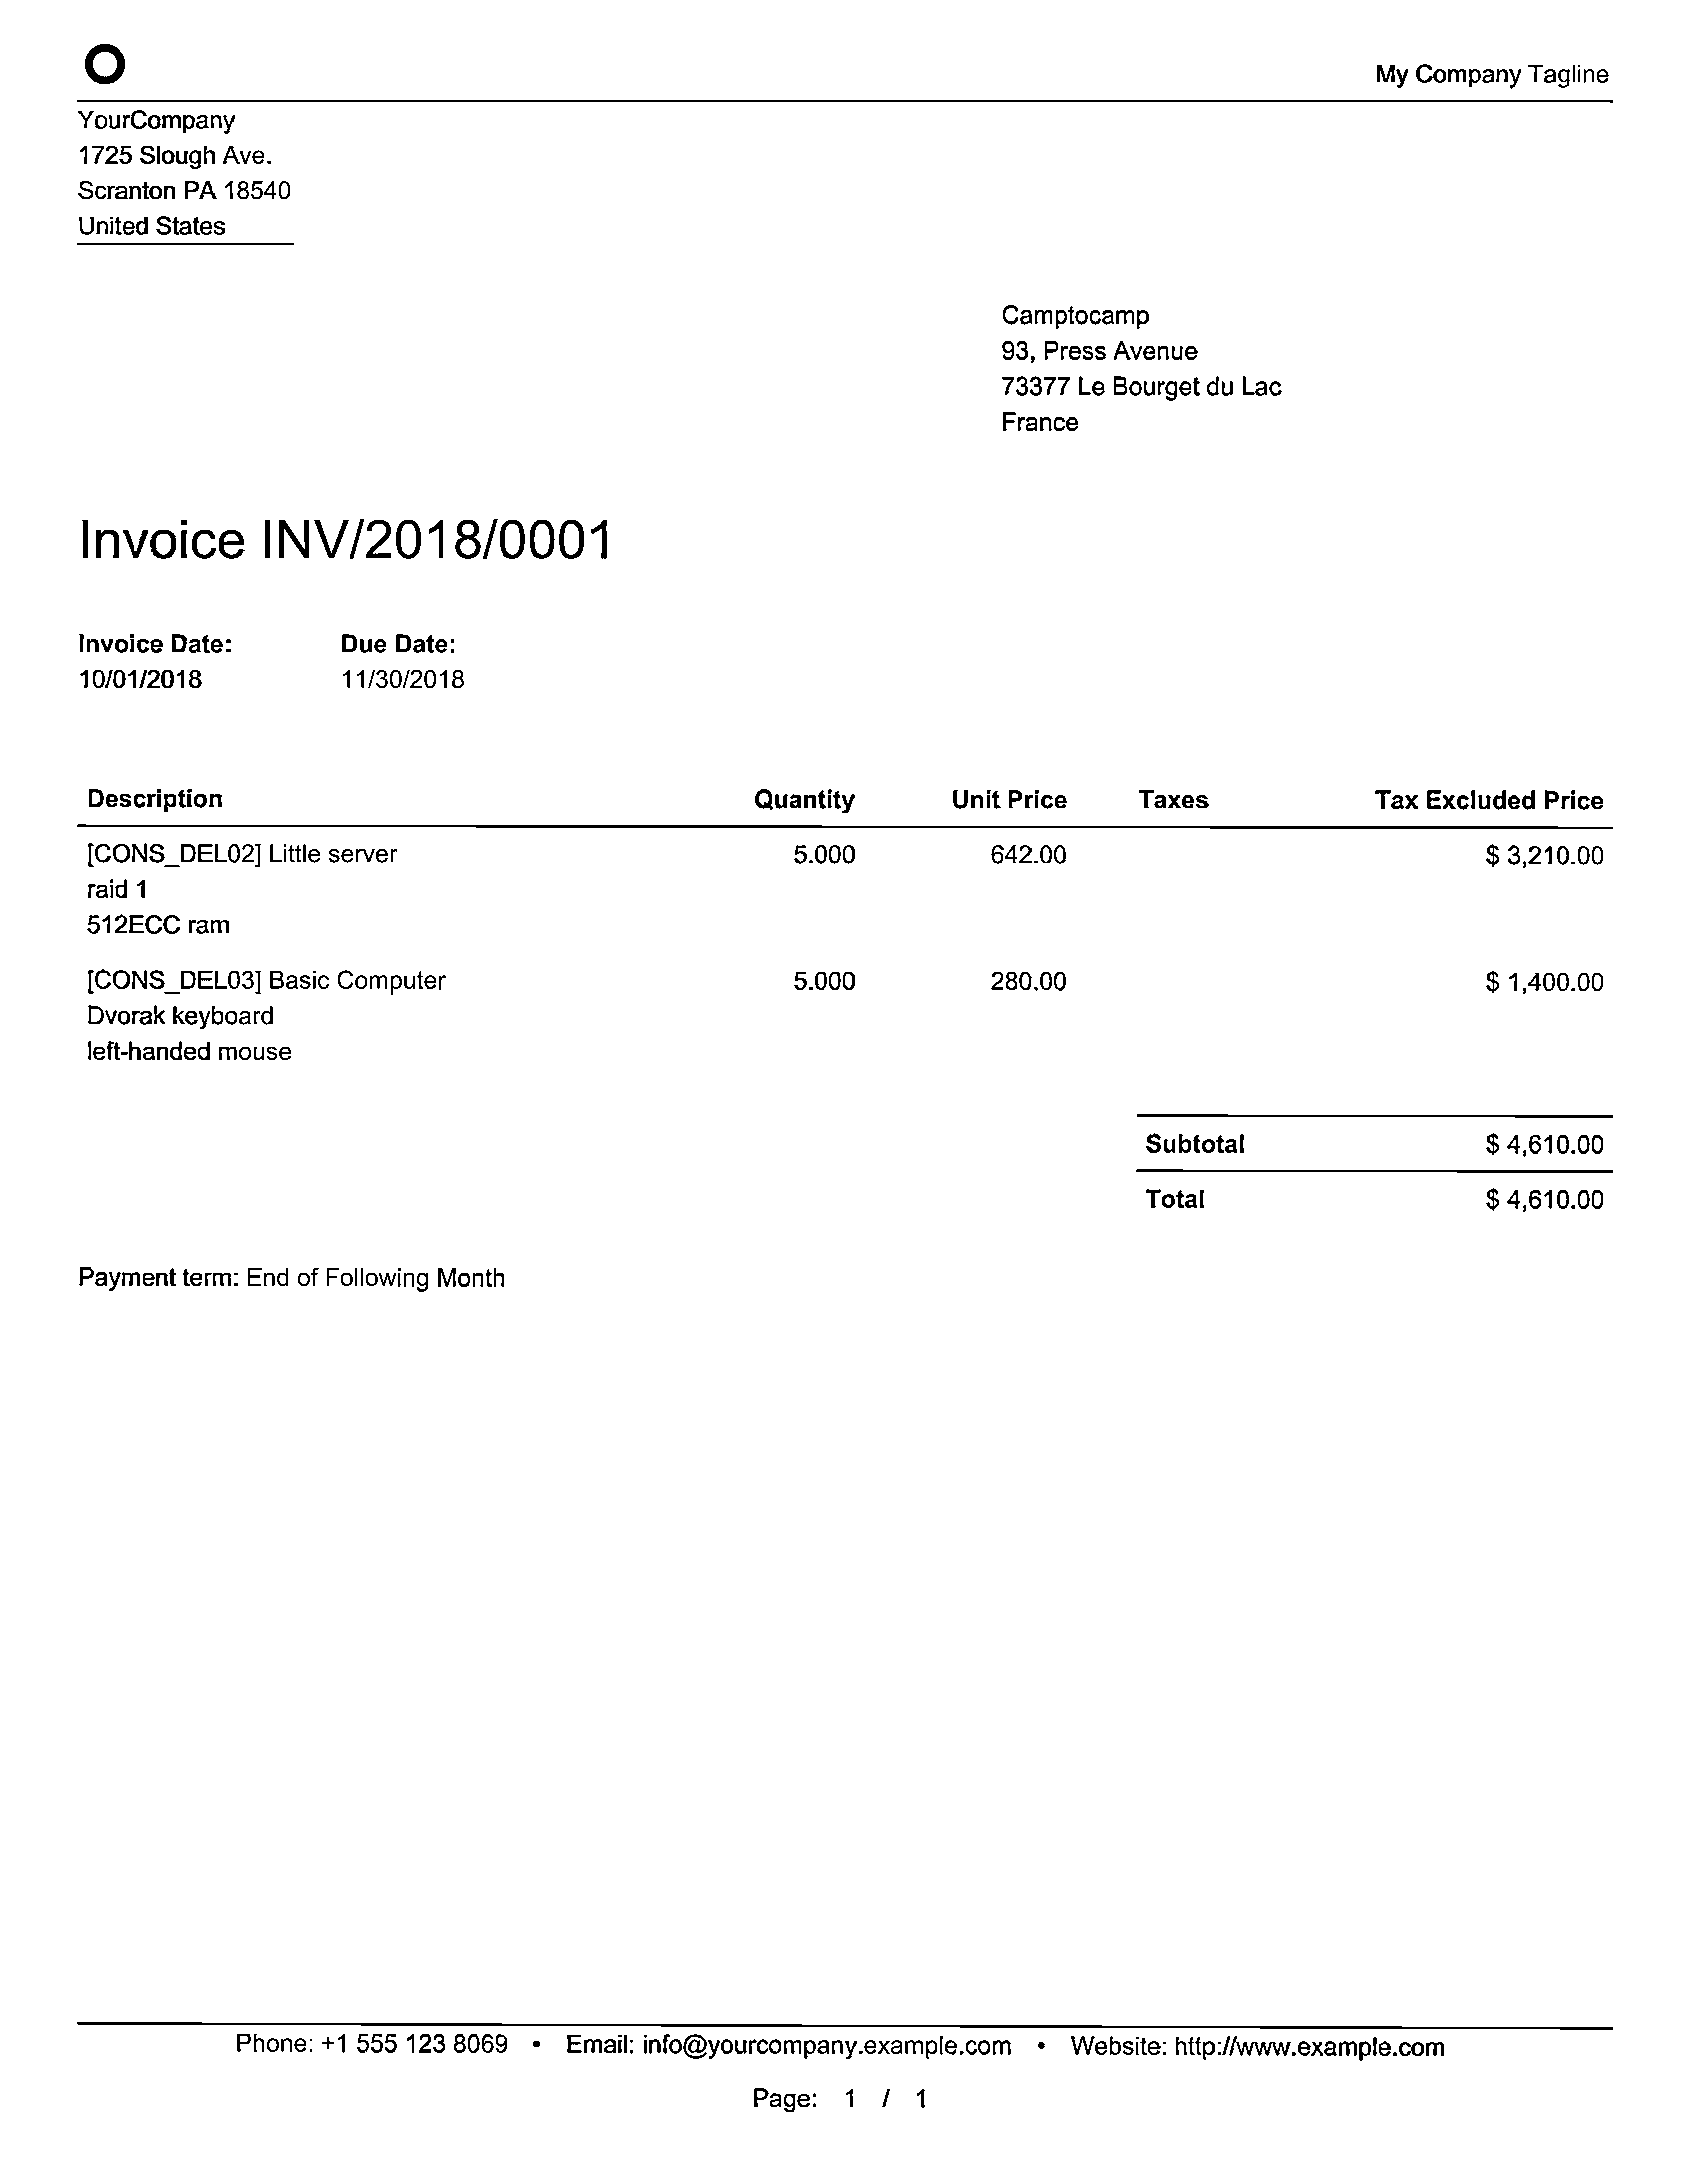 My Company Tagline
YourCompany
1725 Slough Ave.
Scranton PA 18540
United States
Camptocamp
93, Press Avenue
73377 Le Bourget du Lac
France
Invoice INV/2018/0001
Invoice Date: Due Date:
10/01/2018 11/30/2018
Description Quantity Unit Price Taxes Tax Excluded Price
[CONS_DEL02] Little server 5.000 642.00 $ 3,210.00
raid 1
512ECC ram
[CONS_DEL03] Basic Computer 5.000 280.00 $ 1,400.00
Dvorak keyboard
left-handed mouse
Subtotal $ 4,610.00
Total $ 4,610.00
Payment term: End of Following Month
Phone: +1 555 123 8069 • Email: info@yourcompany.example.com • Website: http://www.example.com
Page: 1 / 1